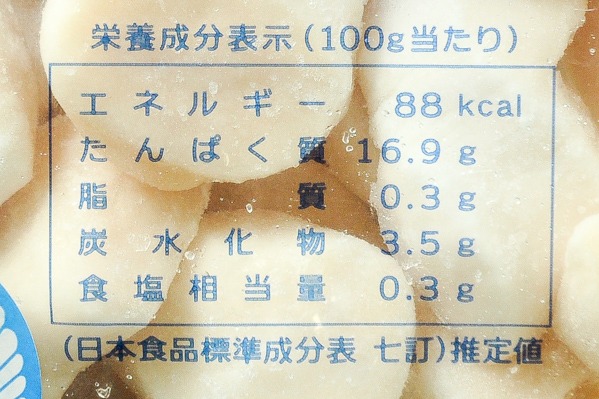 栄養成分表示(100g当たり)
エネルギー 88 kcal
たんぱく質 16.9 g
脂質 0.3 g
炭水化物 3.5 g
食塩相当量 0.3 g
(日本食品標準成分表 七訂)推定値